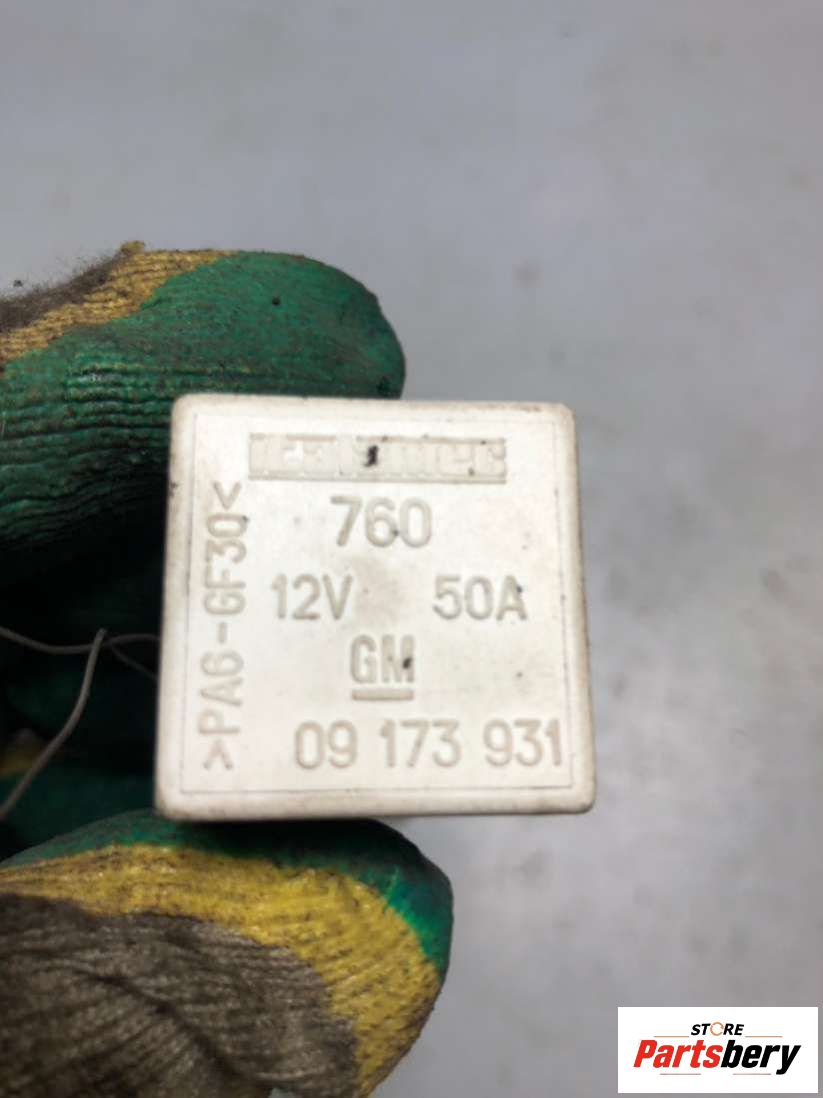 760
12V 50A
GM
09 173 931
>PA6-GF30<
STORE
Partsbery